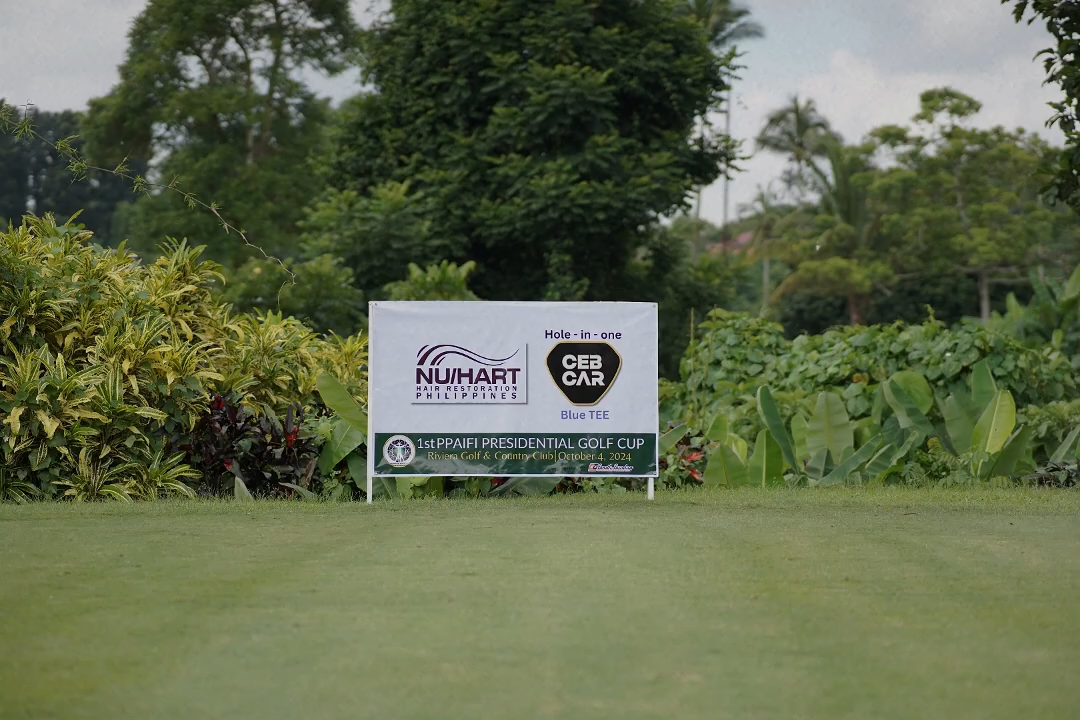 NU/HART
HAIR RESTORATION
PHILIPPINES
Hole - in - one
CEB
CAR
Blue TEE
1st PPAIFI PRESIDENTIAL GOLF CUP
Riviera Golf & Country Club|October 4, 2024